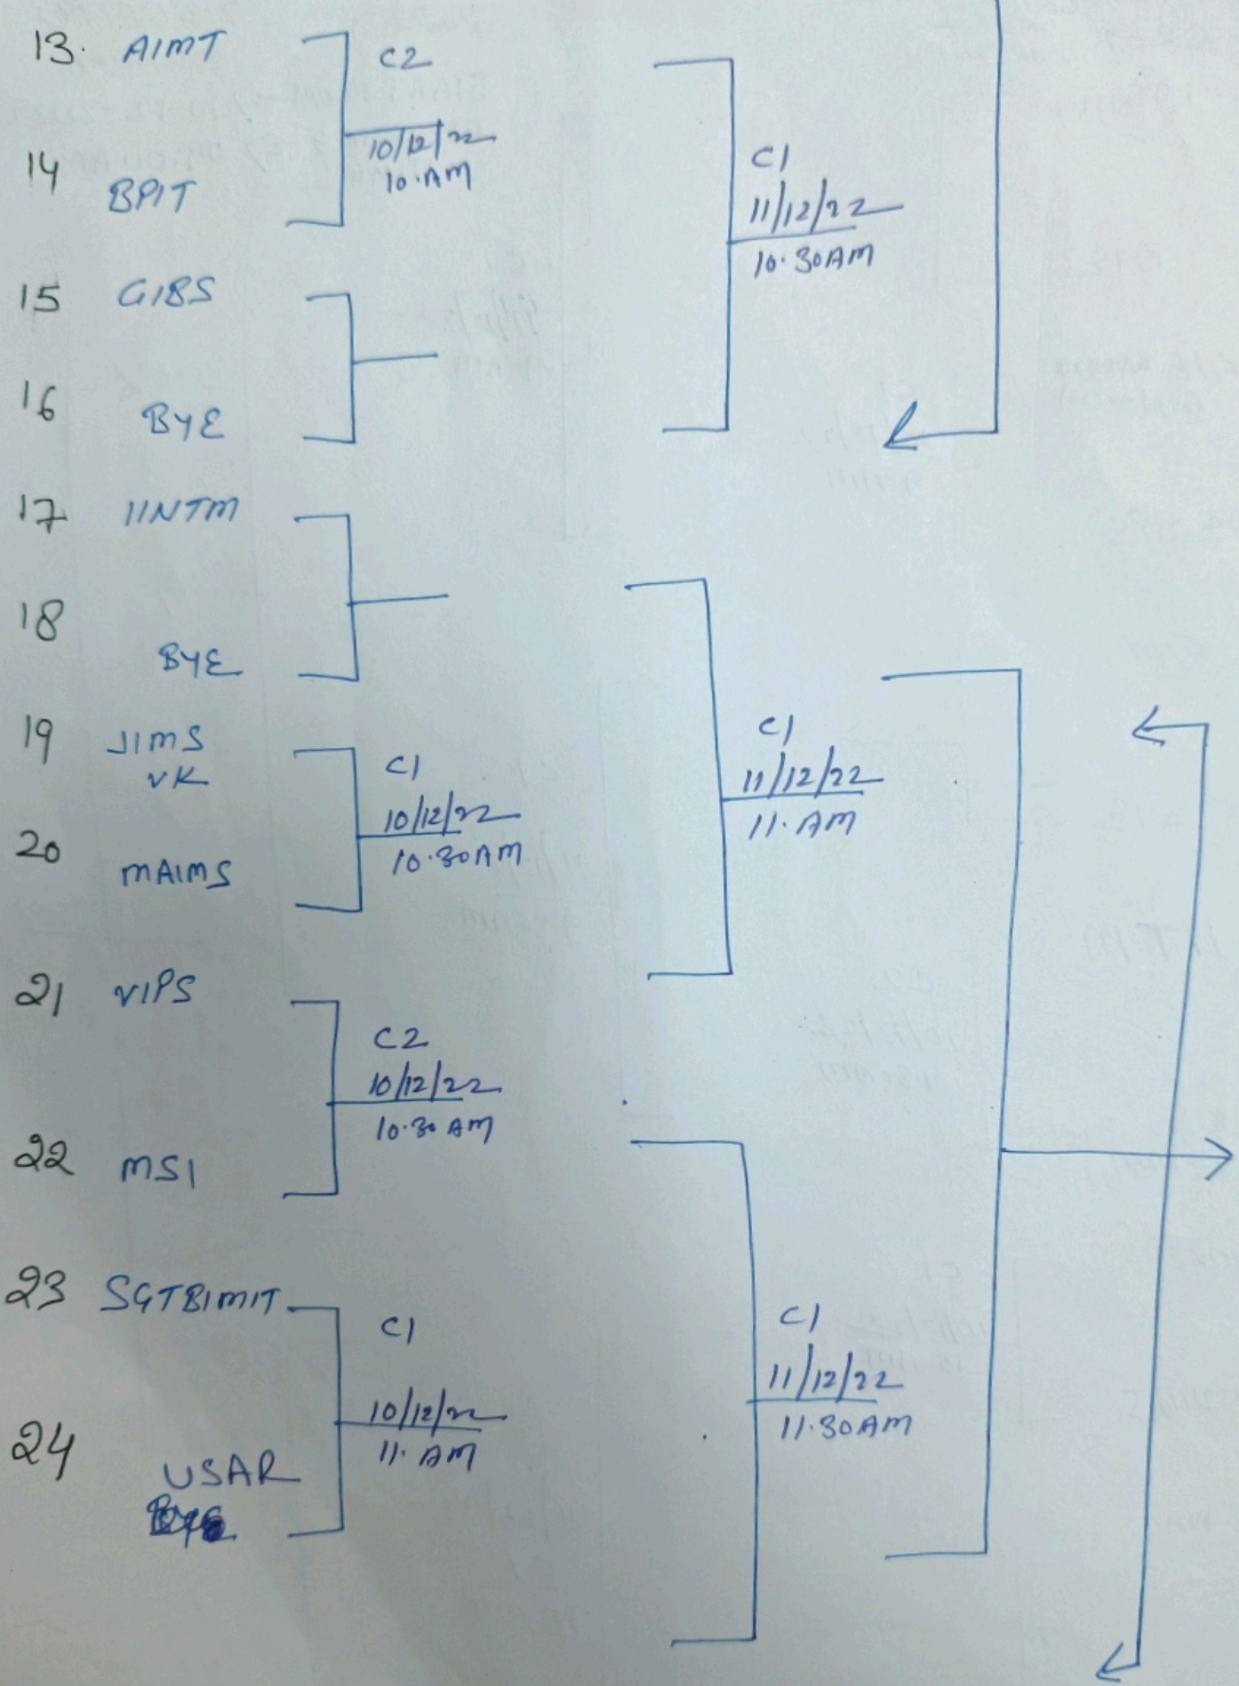 13. AIMT
C2
10/12/22
10.AM
14
BPIT
C1
11/12/22
10.30AM
15 GIBS
16
BYE
17 IINTM
18
BYE
19 JIMS
VK
C1
10/12/22
10.30AM
20
MAIMS
C1
11/12/22
11.AM
21 VIPS
C2
10/12/22
10.30 AM
22 MSI
23 SGTBIMIT
C1
10/12/22
11. AM
24
USAR
C1
11/12/22
11.30AM